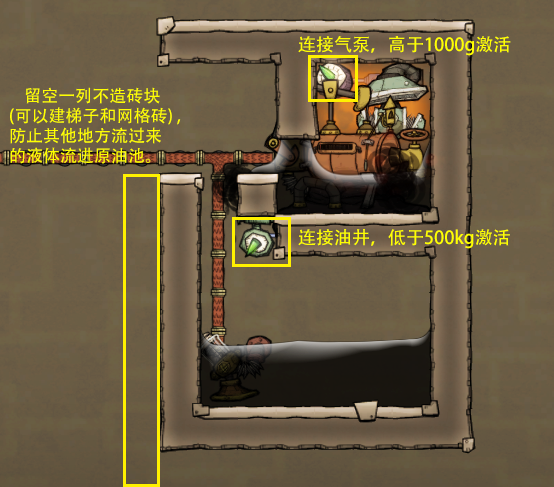 连接气泵，高于1000g激活
留空一列不造砖块
(可以建梯子和网格砖)，
防止其他地方流过来
的液体流进原油池。
连接油井，低于500kg激活